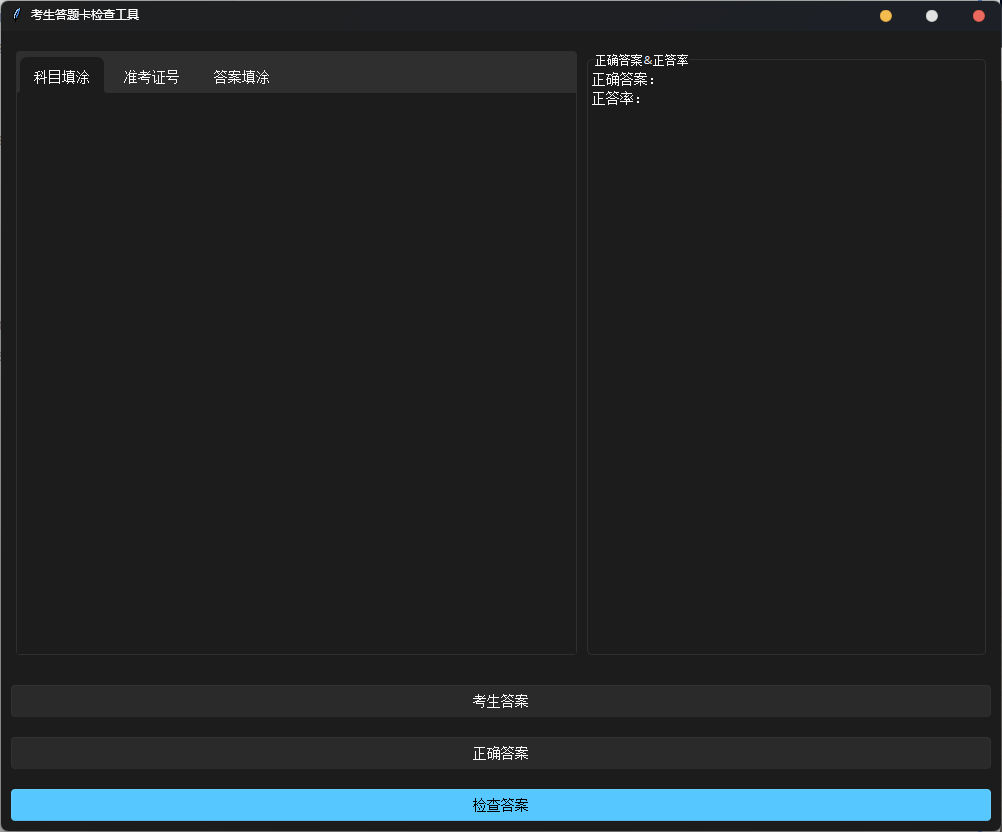 考生答题卡检查工具
科目填涂 准考证号 答案填涂
正确答案&正答率
正确答案：
正答率：
考生答案
正确答案
检查答案